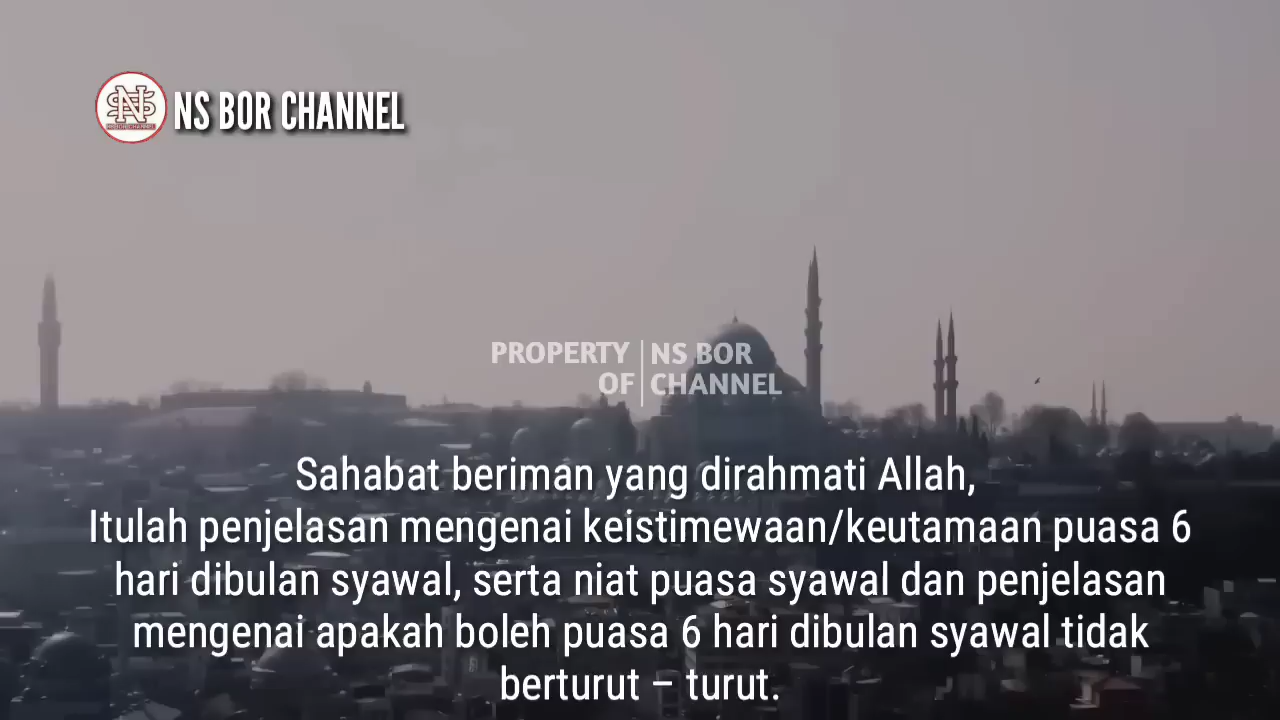 NS BOR CHANNEL
PROPERTY OF NS BOR CHANNEL
Sahabat beriman yang dirahmati Allah,
Itulah penjelasan mengenai keistimewaan/keutamaan puasa 6
hari dibulan syawal, serta niat puasa syawal dan penjelasan
mengenai apakah boleh puasa 6 hari dibulan syawal tidak
berturut – turut.